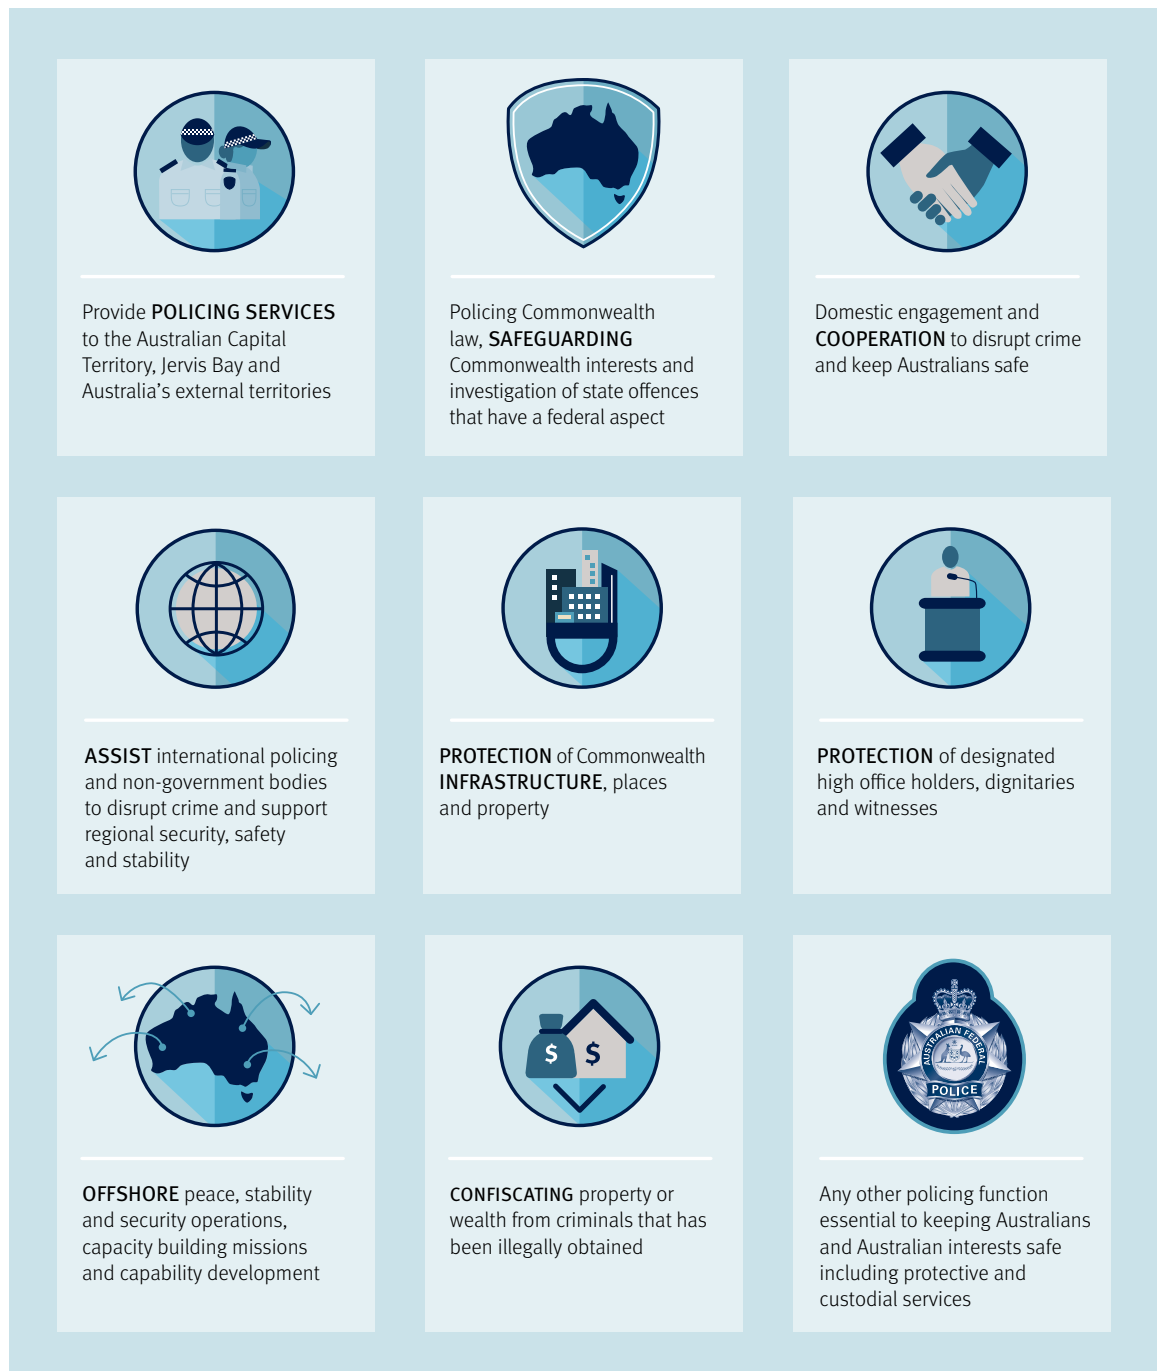 Provide POLICING SERVICES
to the Australian Capital
Territory, Jervis Bay and
Australia’s external territories
Policing Commonwealth
law, SAFEGUARDING
Commonwealth interests and
investigation of state offences
that have a federal aspect
Domestic engagement and
COOPERATION to disrupt crime
and keep Australians safe
ASSIST international policing
and non-government bodies
to disrupt crime and support
regional security, safety
and stability
PROTECTION of Commonwealth
INFRASTRUCTURE, places
and property
PROTECTION of designated
high office holders, dignitaries
and witnesses
OFFSHORE peace, stability
and security operations,
capacity building missions
and capability development
$ $
CONFISCATING property or
wealth from criminals that has
been illegally obtained
AUSTRALIAN FEDERAL
POLICE
Any other policing function
essential to keeping Australians
and Australian interests safe
including protective and
custodial services